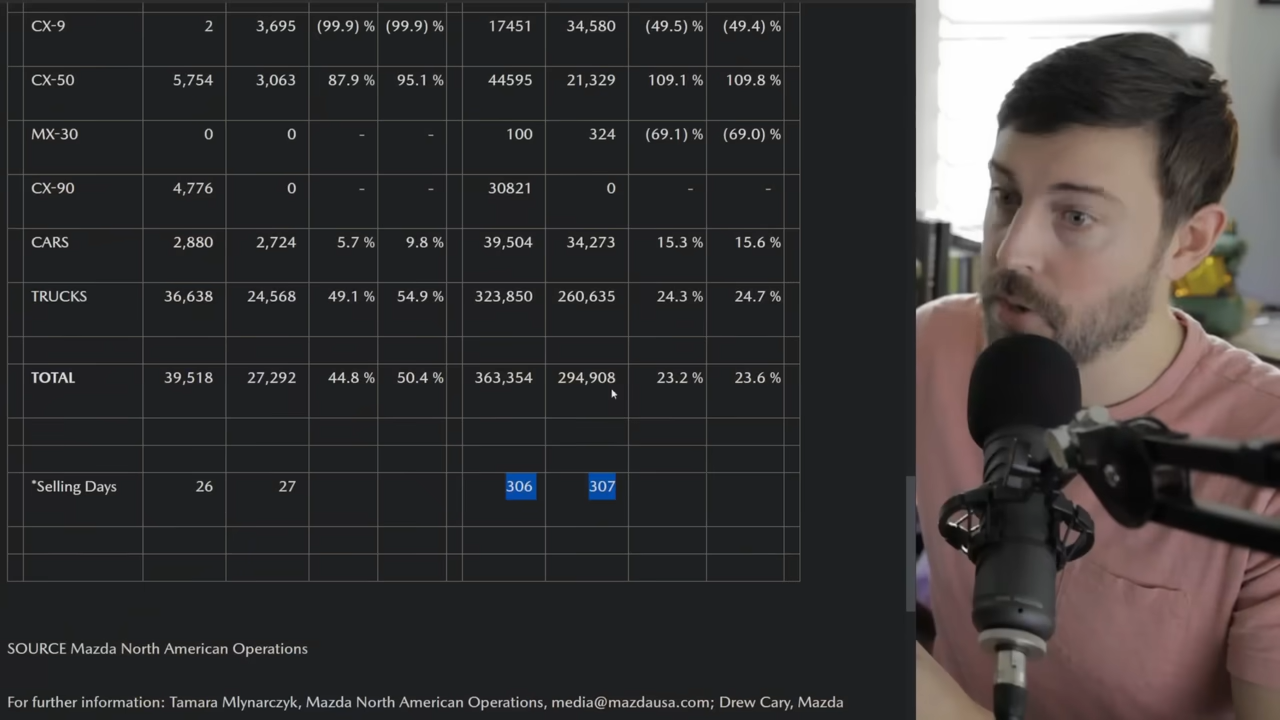 CX-9 2 3,695 (99.9) % (99.9) % 17451 34,580 (49.5) % (49.4) %
CX-50 5,754 3,063 87.9 % 95.1 % 44595 21,329 109.1 % 109.8 %
MX-30 0 0 - - 100 324 (69.1) % (69.0) %
CX-90 4,776 0 - - 30821 0 - -
CARS 2,880 2,724 5.7 % 9.8 % 39,504 34,273 15.3 % 15.6 %
TRUCKS 36,638 24,568 49.1 % 54.9 % 323,850 260,635 24.3 % 24.7 %
TOTAL 39,518 27,292 44.8 % 50.4 % 363,354 294,908 23.2 % 23.6 %
*Selling Days 26 27 306 307
SOURCE Mazda North American Operations
For further information: Tamara Mlynarczyk, Mazda North American Operations, media@mazdausa.com; Drew Cary, Mazda